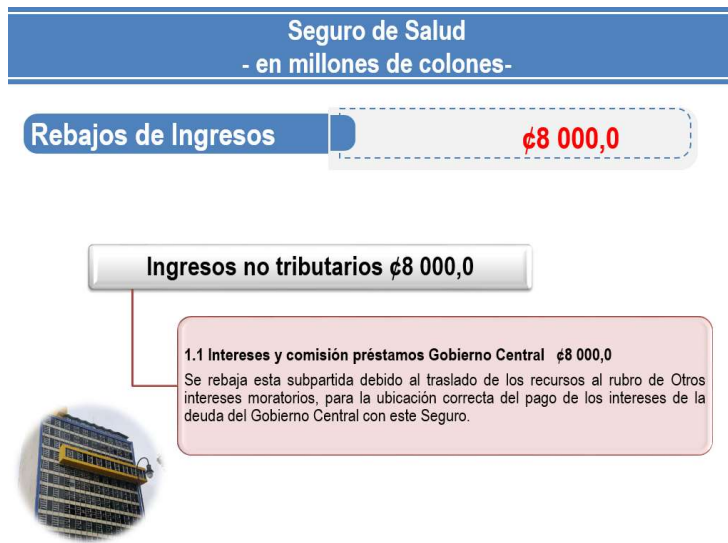 Seguro de Salud
- en millones de colones-
Rebajos de Ingresos
¢8 000,0
Ingresos no tributarios ¢8 000,0
1.1 Intereses y comisión préstamos Gobierno Central ¢8 000,0
Se rebaja esta subpartida debido al traslado de los recursos al rubro de Otros
intereses moratorios, para la ubicación correcta del pago de los intereses de la
deuda del Gobierno Central con este Seguro.